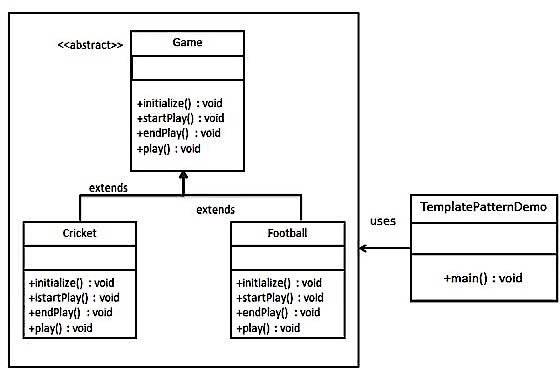 <<abstract>>
Game
+initialize() : void
+startPlay() : void
+endPlay() : void
+play() : void
extends
extends
Cricket
+initialize() : void
+istartPlay() : void
+endPlay() : void
+play() : void
Football
+initialize() : void
+startPlay() : void
+endPlay() : void
+play() : void
uses
TemplatePatternDemo
+main() : void